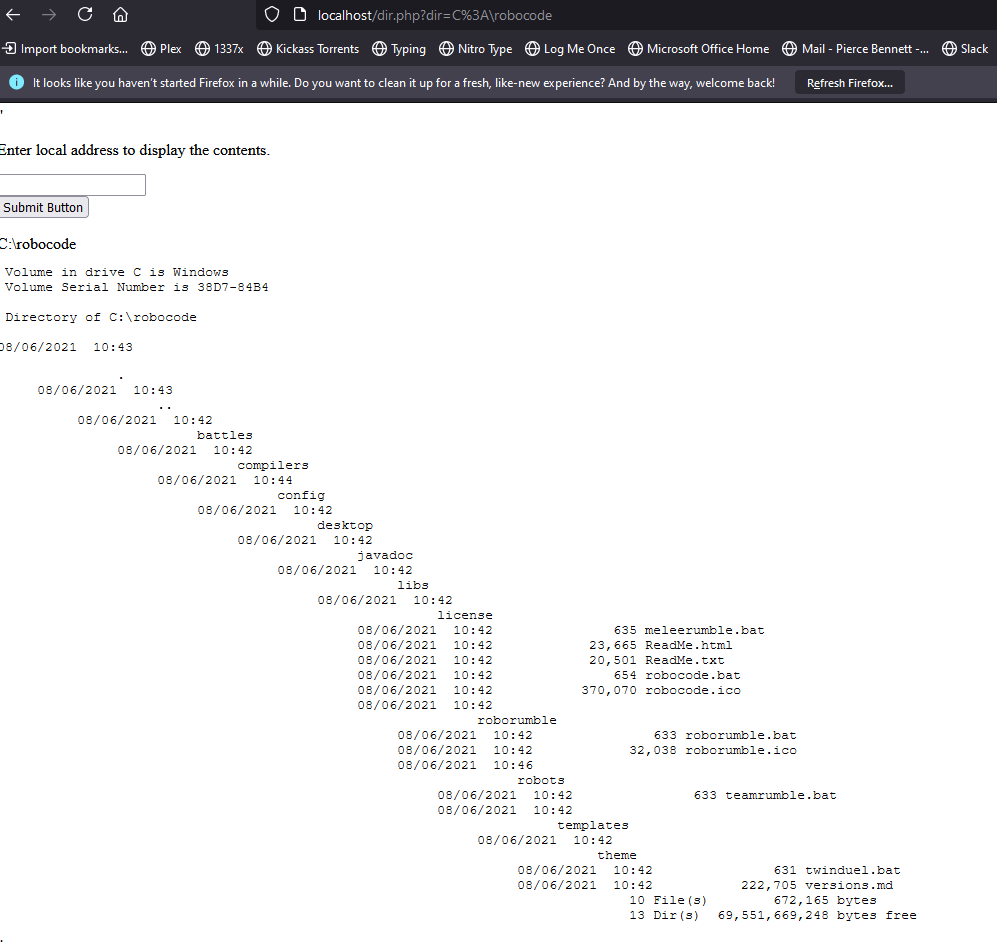 localhost/dir.php?dir=C%3A\robocode
Import bookmarks... Plex 1337x Kickass Torrents Typing Nitro Type Log Me Once Microsoft Office Home Mail - Pierce Bennett -... Slack
It looks like you haven't started Firefox in a while. Do you want to clean it up for a fresh, like-new experience? And by the way, welcome back! Refresh Firefox...
'
Enter local address to display the contents.
Submit Button
C:\robocode
Volume in drive C is Windows
Volume Serial Number is 38D7-84B4
Directory of C:\robocode
08/06/2021  10:43
.
08/06/2021  10:43
..
08/06/2021  10:42
battles
08/06/2021  10:42
compilers
08/06/2021  10:44
config
08/06/2021  10:42
desktop
08/06/2021  10:42
javadoc
08/06/2021  10:42
libs
08/06/2021  10:42
license
08/06/2021  10:42 635 meleerumble.bat
08/06/2021  10:42 23,665 ReadMe.html
08/06/2021  10:42 20,501 ReadMe.txt
08/06/2021  10:42 654 robocode.bat
08/06/2021  10:42 370,070 robocode.ico
08/06/2021  10:42
roborumble
08/06/2021  10:42 633 roborumble.bat
08/06/2021  10:42 32,038 roborumble.ico
08/06/2021  10:46
robots
08/06/2021  10:42 633 teamrumble.bat
08/06/2021  10:42
templates
08/06/2021  10:42
theme
08/06/2021  10:42 631 twinduel.bat
08/06/2021  10:42 222,705 versions.md
10 File(s) 672,165 bytes
13 Dir(s) 69,551,669,248 bytes free
.